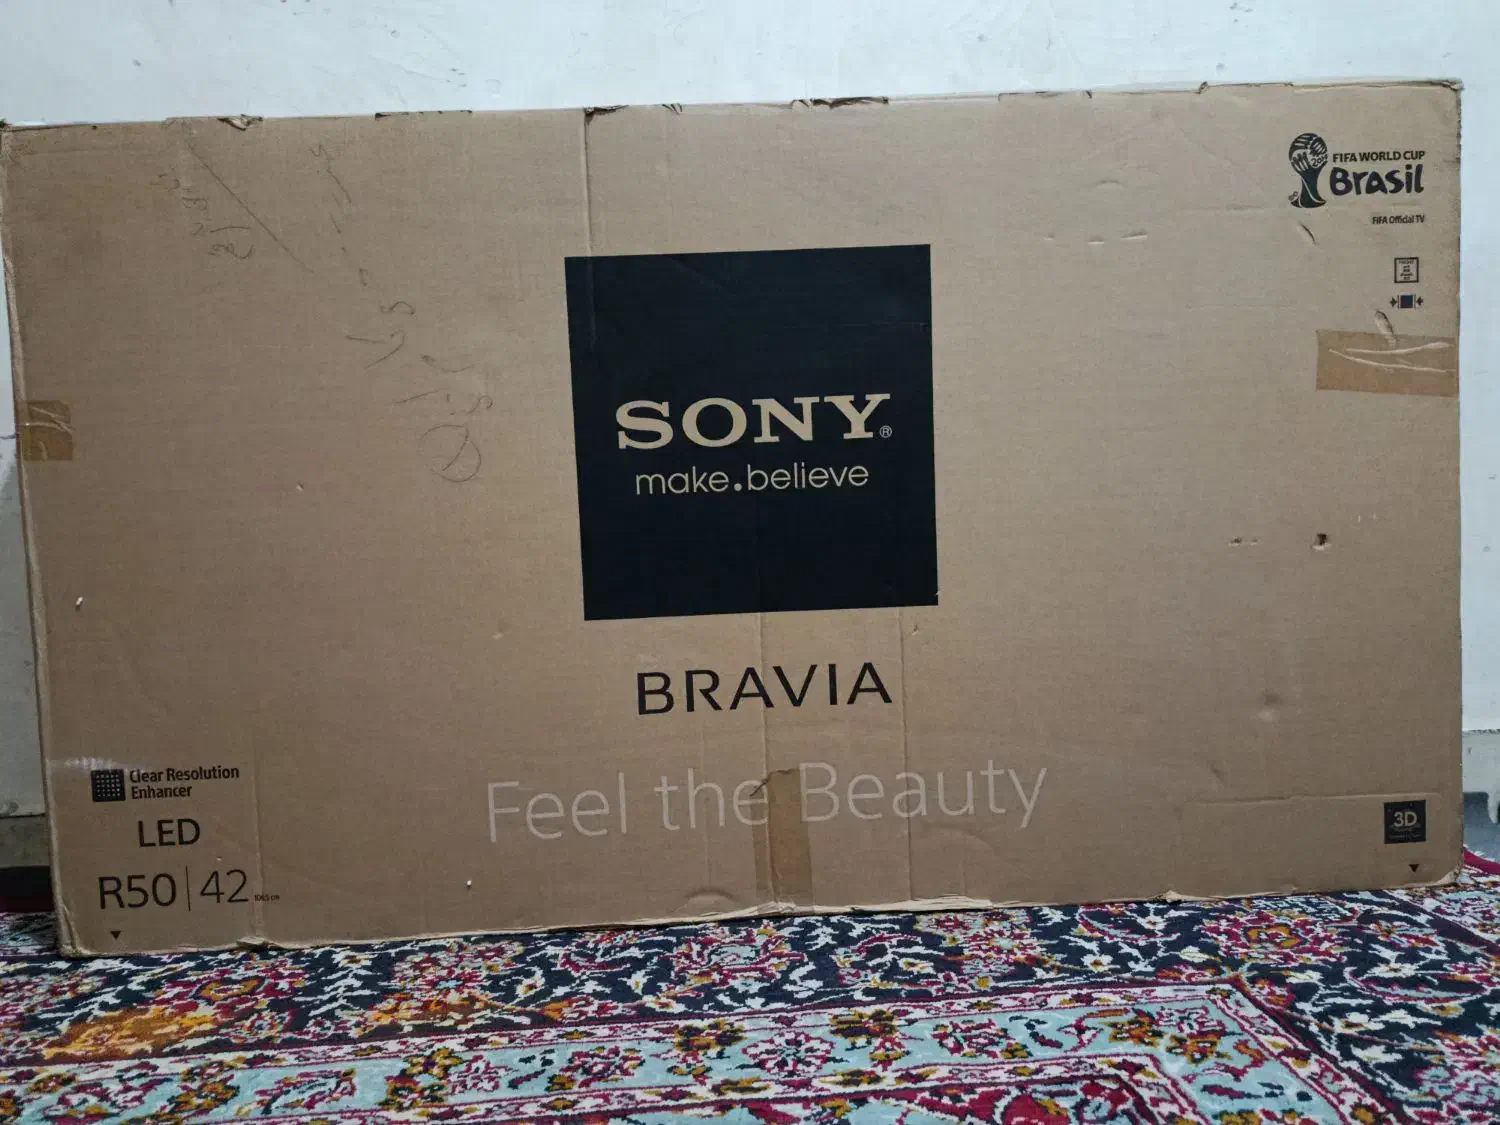 FIFA WORLD CUP
Brasil
FIFA Official TV
SONY®
make.believe
BRAVIA
Feel the Beauty
Clear Resolution
Enhancer
LED
R50|42
3D